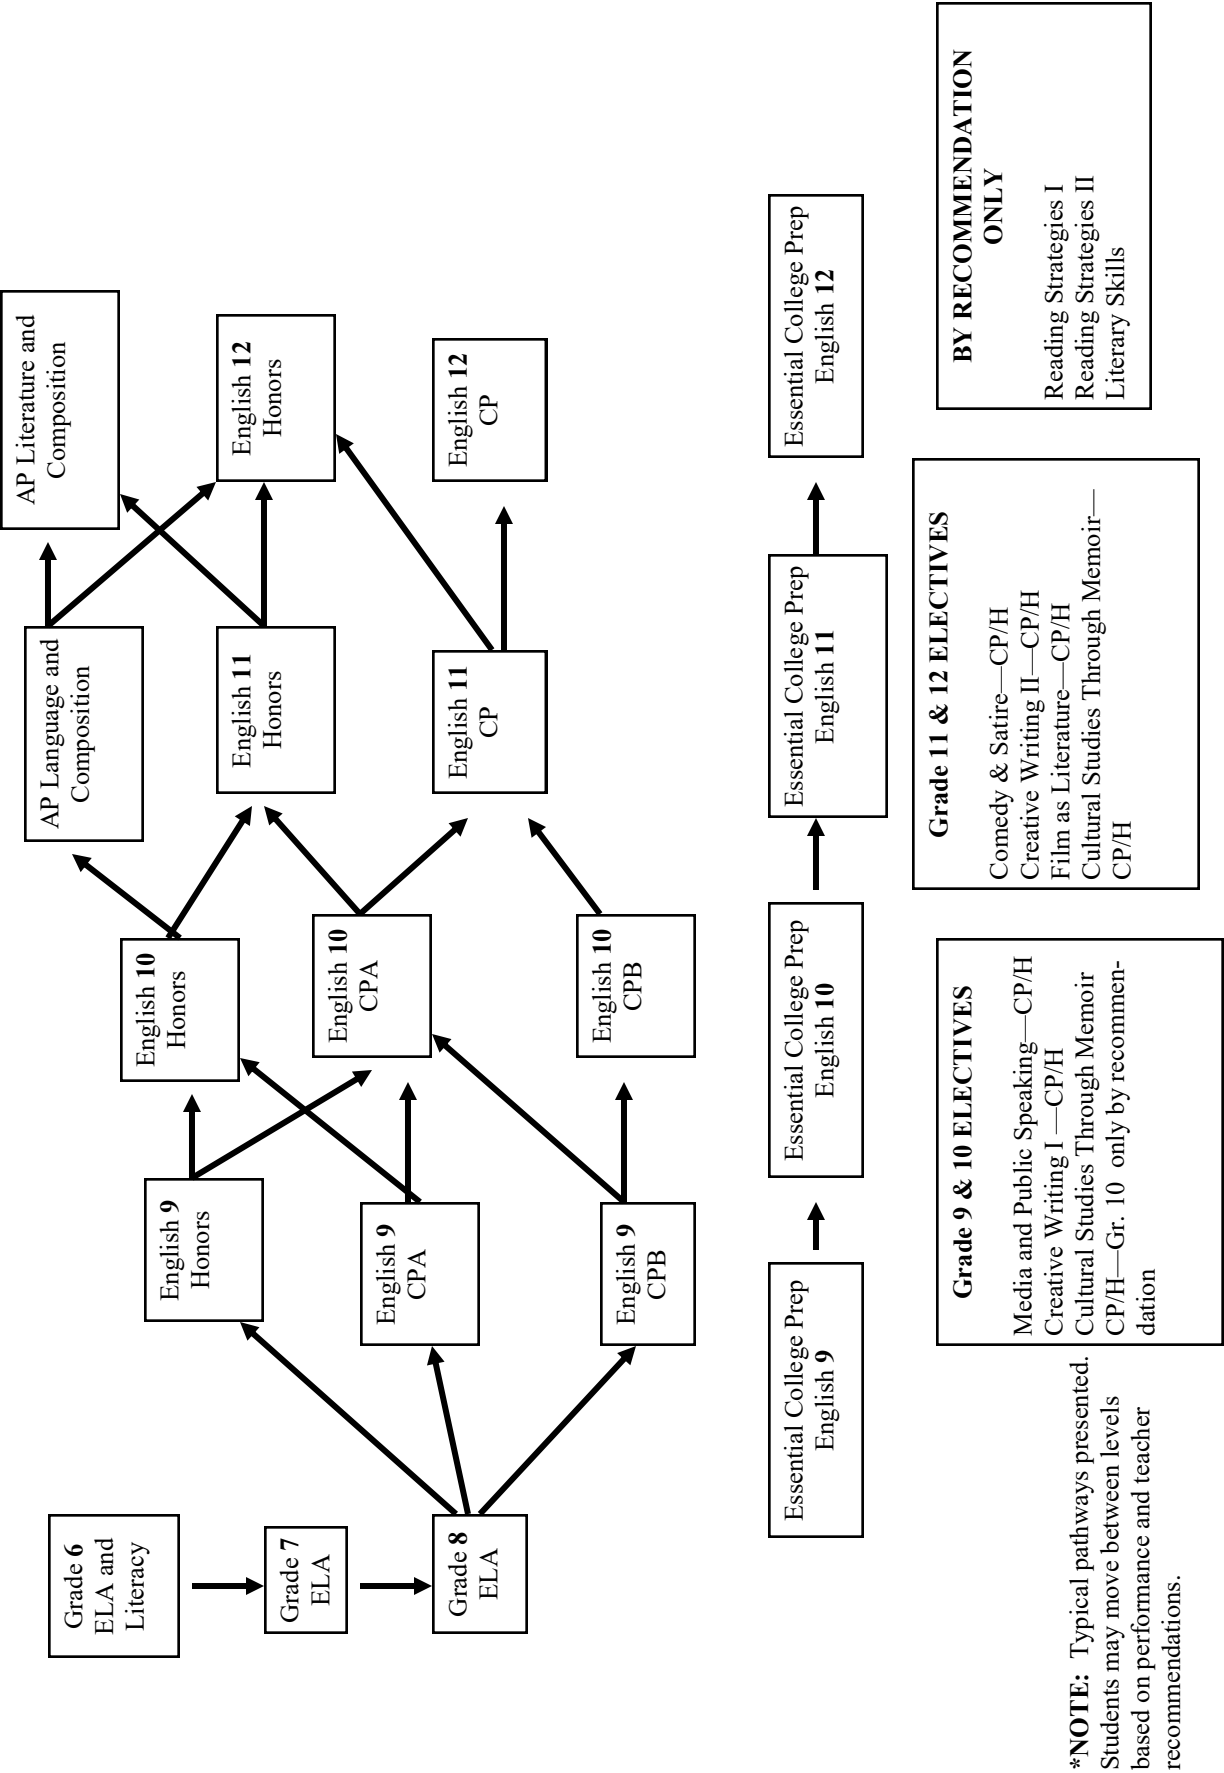 Grade 6
ELA and
Literacy
Grade 7
ELA
Grade 8
ELA
English 9
Honors
English 9
CPA
English 9
CPB
English 10
Honors
English 10
CPA
English 10
CPB
AP Language and
Composition
English 11
Honors
English 11
CP
AP Literature and
Composition
English 12
Honors
English 12
CP
Essential College Prep
English 9
Essential College Prep
English 10
Essential College Prep
English 11
Essential College Prep
English 12
*NOTE: Typical pathways presented.
Students may move between levels
based on performance and teacher
recommendations.
Grade 9 & 10 ELECTIVES
Media and Public Speaking—CP/H
Creative Writing I —CP/H
Cultural Studies Through Memoir
CP/H—Gr. 10 only by recommen-
dation
Grade 11 & 12 ELECTIVES
Comedy & Satire—CP/H
Creative Writing II—CP/H
Film as Literature—CP/H
Cultural Studies Through Memoir—
CP/H
BY RECOMMENDATION
ONLY
Reading Strategies I
Reading Strategies II
Literary Skills